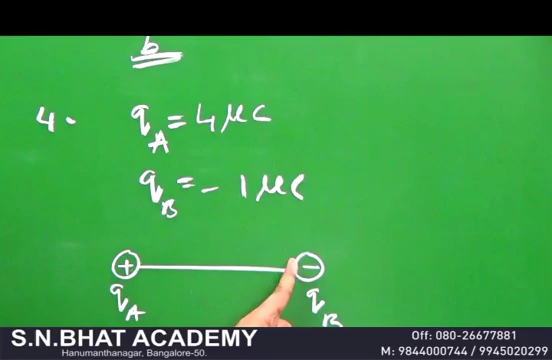 b
4.
q_A = 4 μC
q_B = - 1 μC
+ -
q_A q_B
S.N.BHAT ACADEMY
Hanumanthanagar, Bangalore-50.
Off: 080-26677881
M: 9844000744 / 9945020299